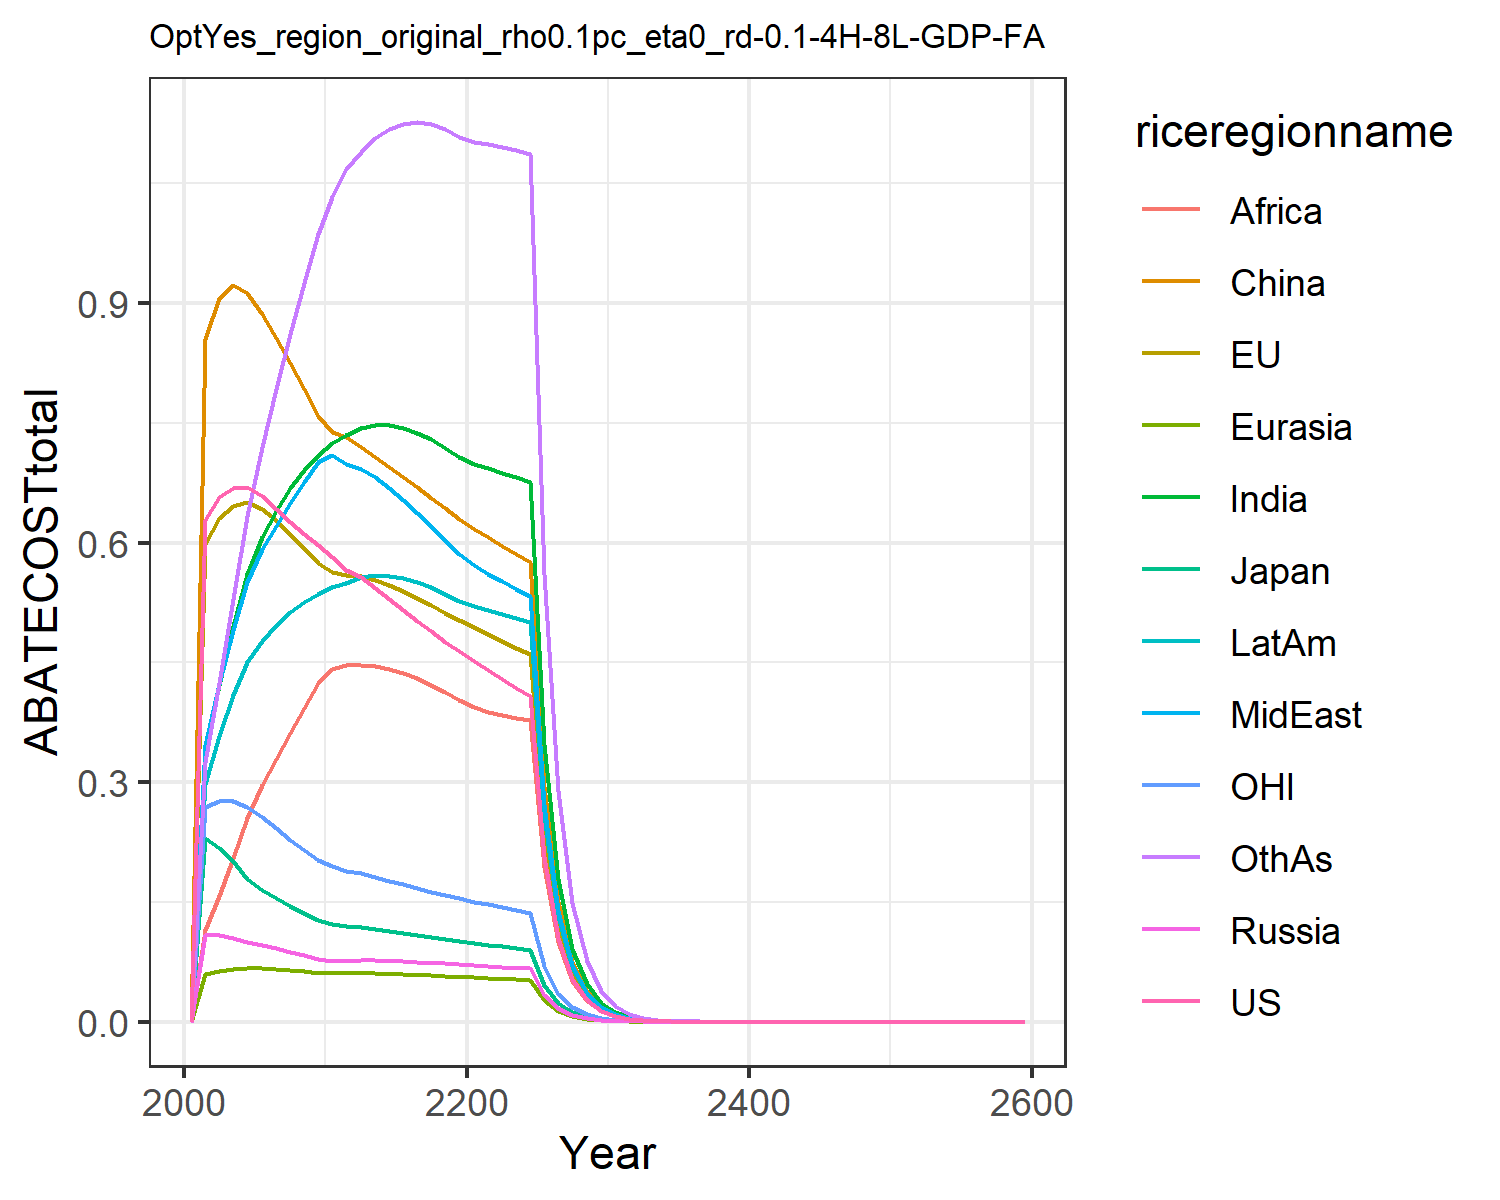 OptYes_region_original_rho0.1pc_eta0_rd-0.1-4H-8L-GDP-FA
ABATECOSTtotal
0.9
0.6
0.3
0.0
2000 2200 2400 2600
Year
riceregionname
Africa
China
EU
Eurasia
India
Japan
LatAm
MidEast
OHI
OthAs
Russia
US